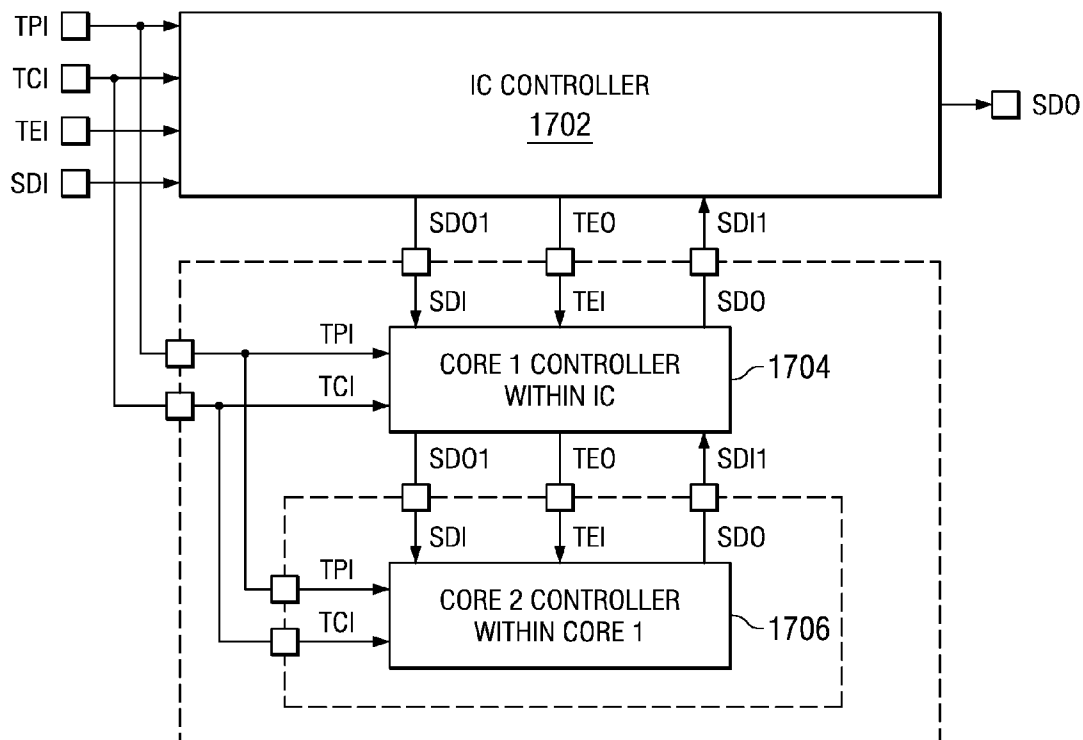 TPI
TCI
TEI
SDI
IC CONTROLLER
1702
SDO
SDO1
TEO
SDI1
SDI
TEI
SDO
TPI
TCI
CORE 1 CONTROLLER
WITHIN IC
1704
SDO1
TEO
SDI1
SDI
TEI
SDO
TPI
TCI
CORE 2 CONTROLLER
WITHIN CORE 1
1706